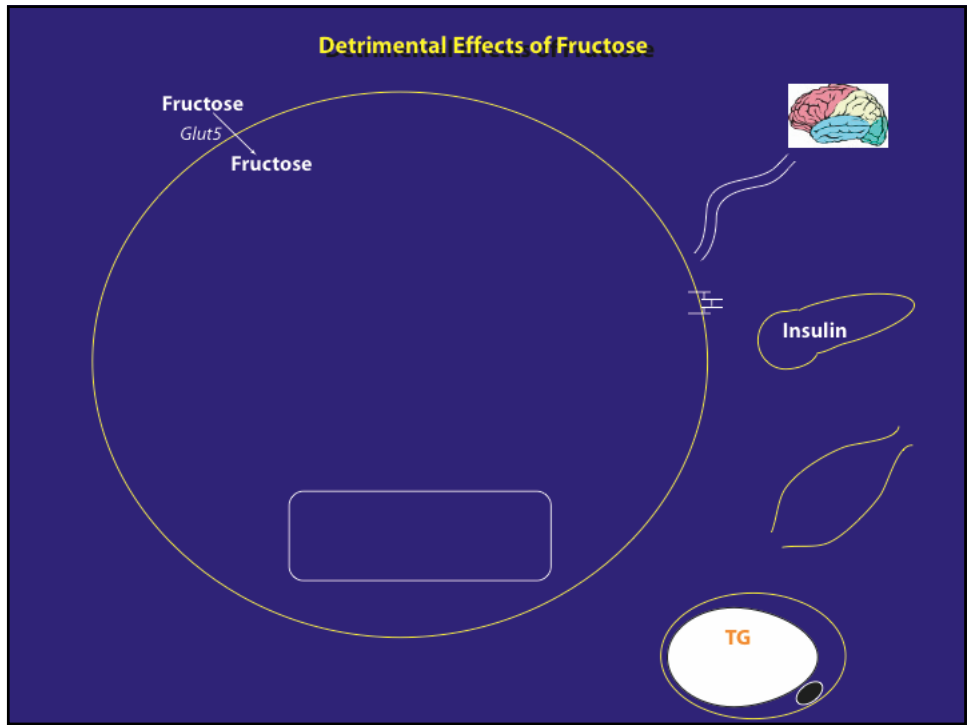 Detrimental Effects of Fructose
Fructose
Glut5
Fructose
Insulin
TG